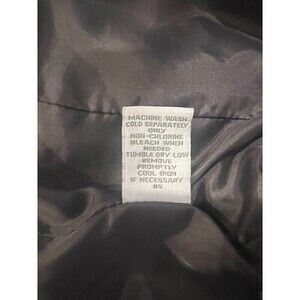 MACHINE WASH
COLD SEPARATELY
ONLY
NON-CHLORINE
BLEACH WHEN
NEEDED
TUMBLE DRY LOW
REMOVE
PROMPTLY
COOL IRON
IF NECESSARY